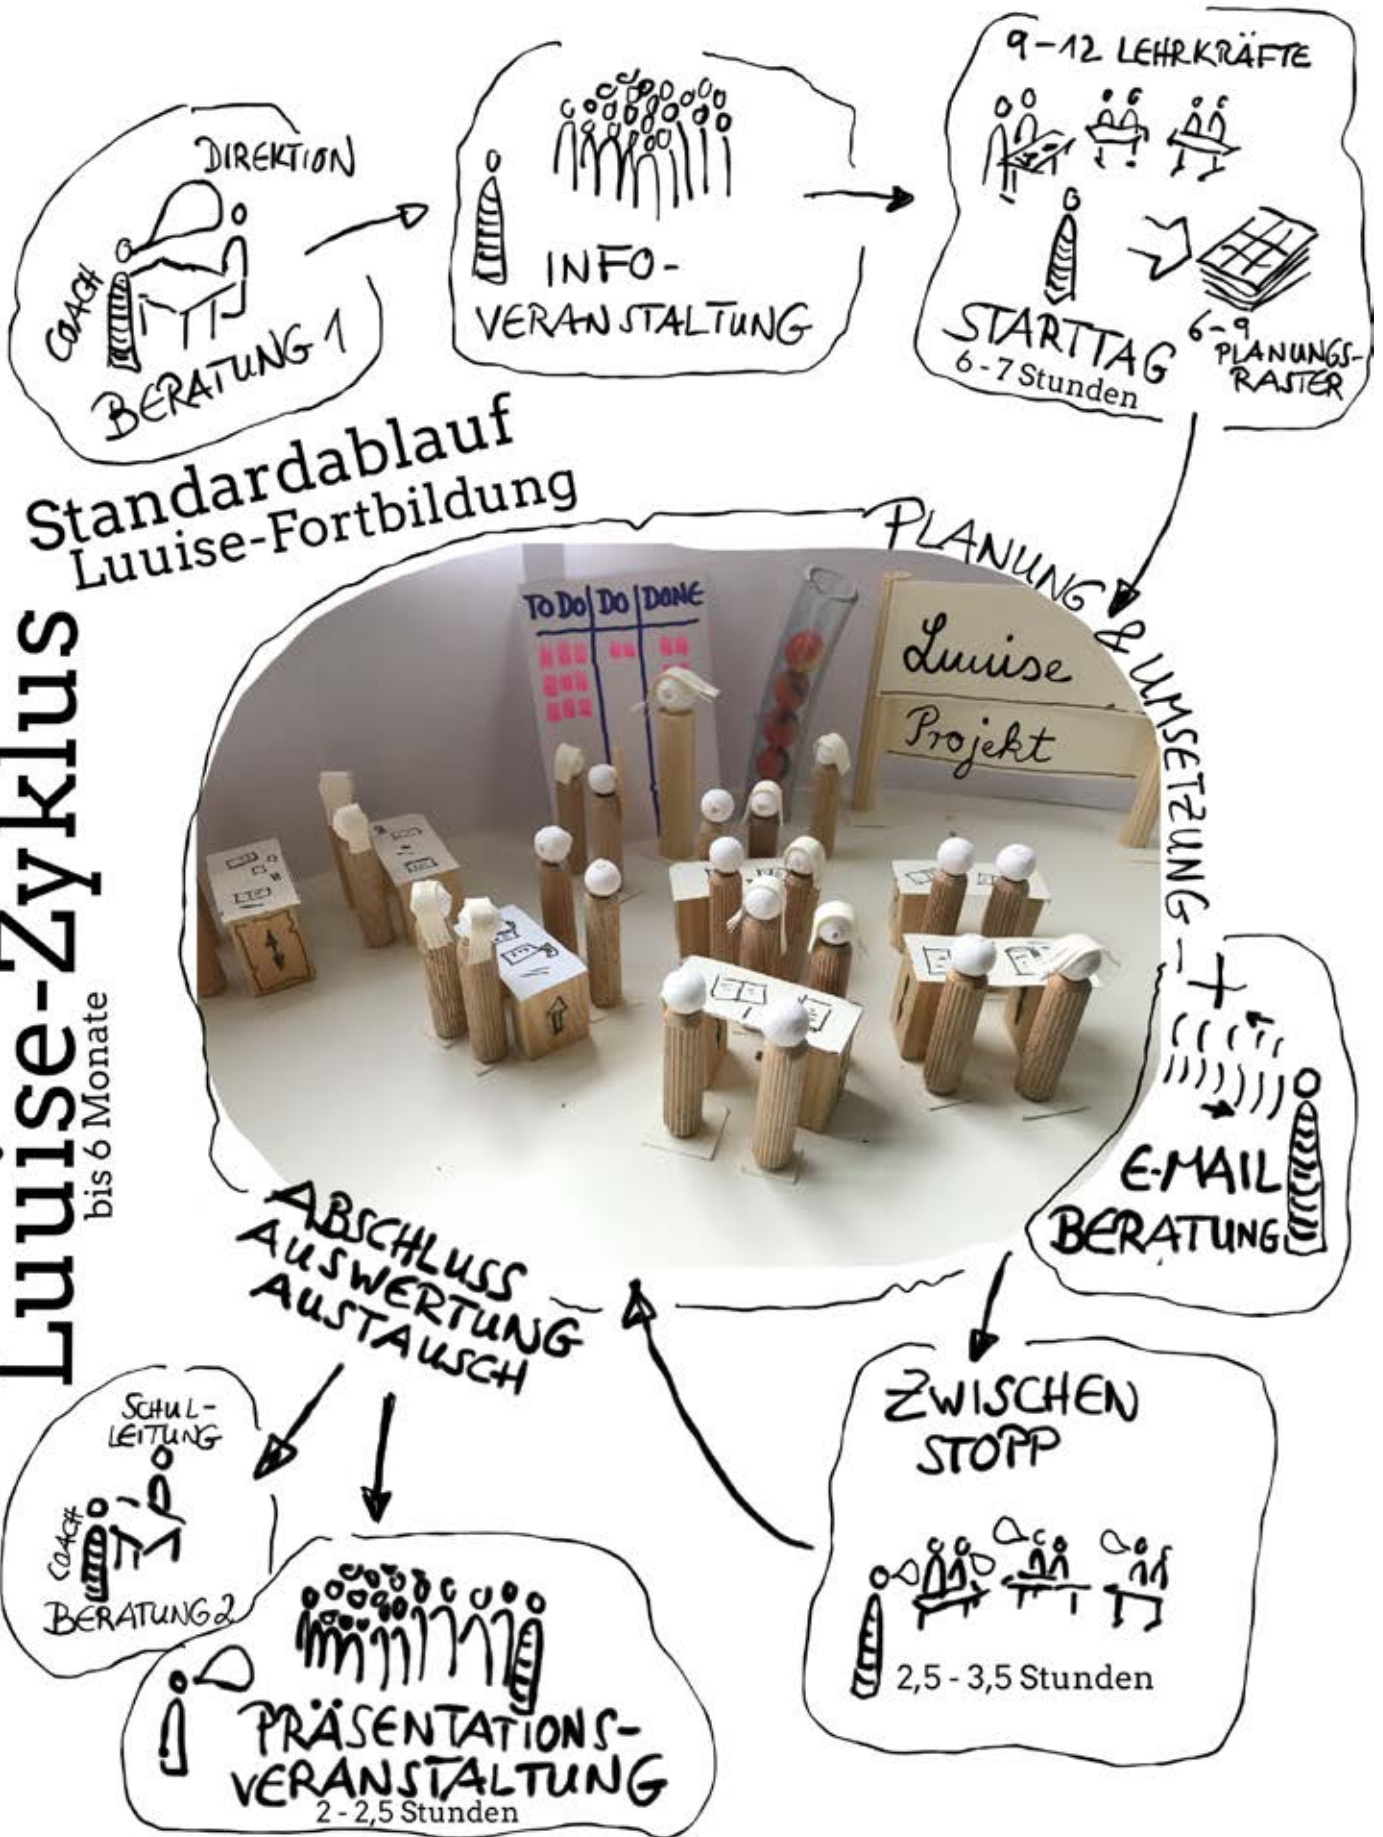 DIREKTION
COACH
BERATUNG 1
INFO-
VERANSTALTUNG
9-12 LEHRKRÄFTE
STARTTAG
6 - 7 Stunden
6-9
PLANUNGS-
RASTER
Standardablauf
Luuise-Fortbildung
Luuise-Zyklus
bis 6 Monate
PLANUNG & UMSETZUNG
TO DO | DO | DONE
Luuise
Projekt
+
E-MAIL
BERATUNG
ZWISCHEN
STOPP
2,5 - 3,5 Stunden
ABSCHLUSS
AUSWERTUNG
AUSTAUSCH
SCHUL-
LEITUNG
COACH
BERATUNG 2
PRÄSENTATIONS-
VERANSTALTUNG
2 - 2,5 Stunden